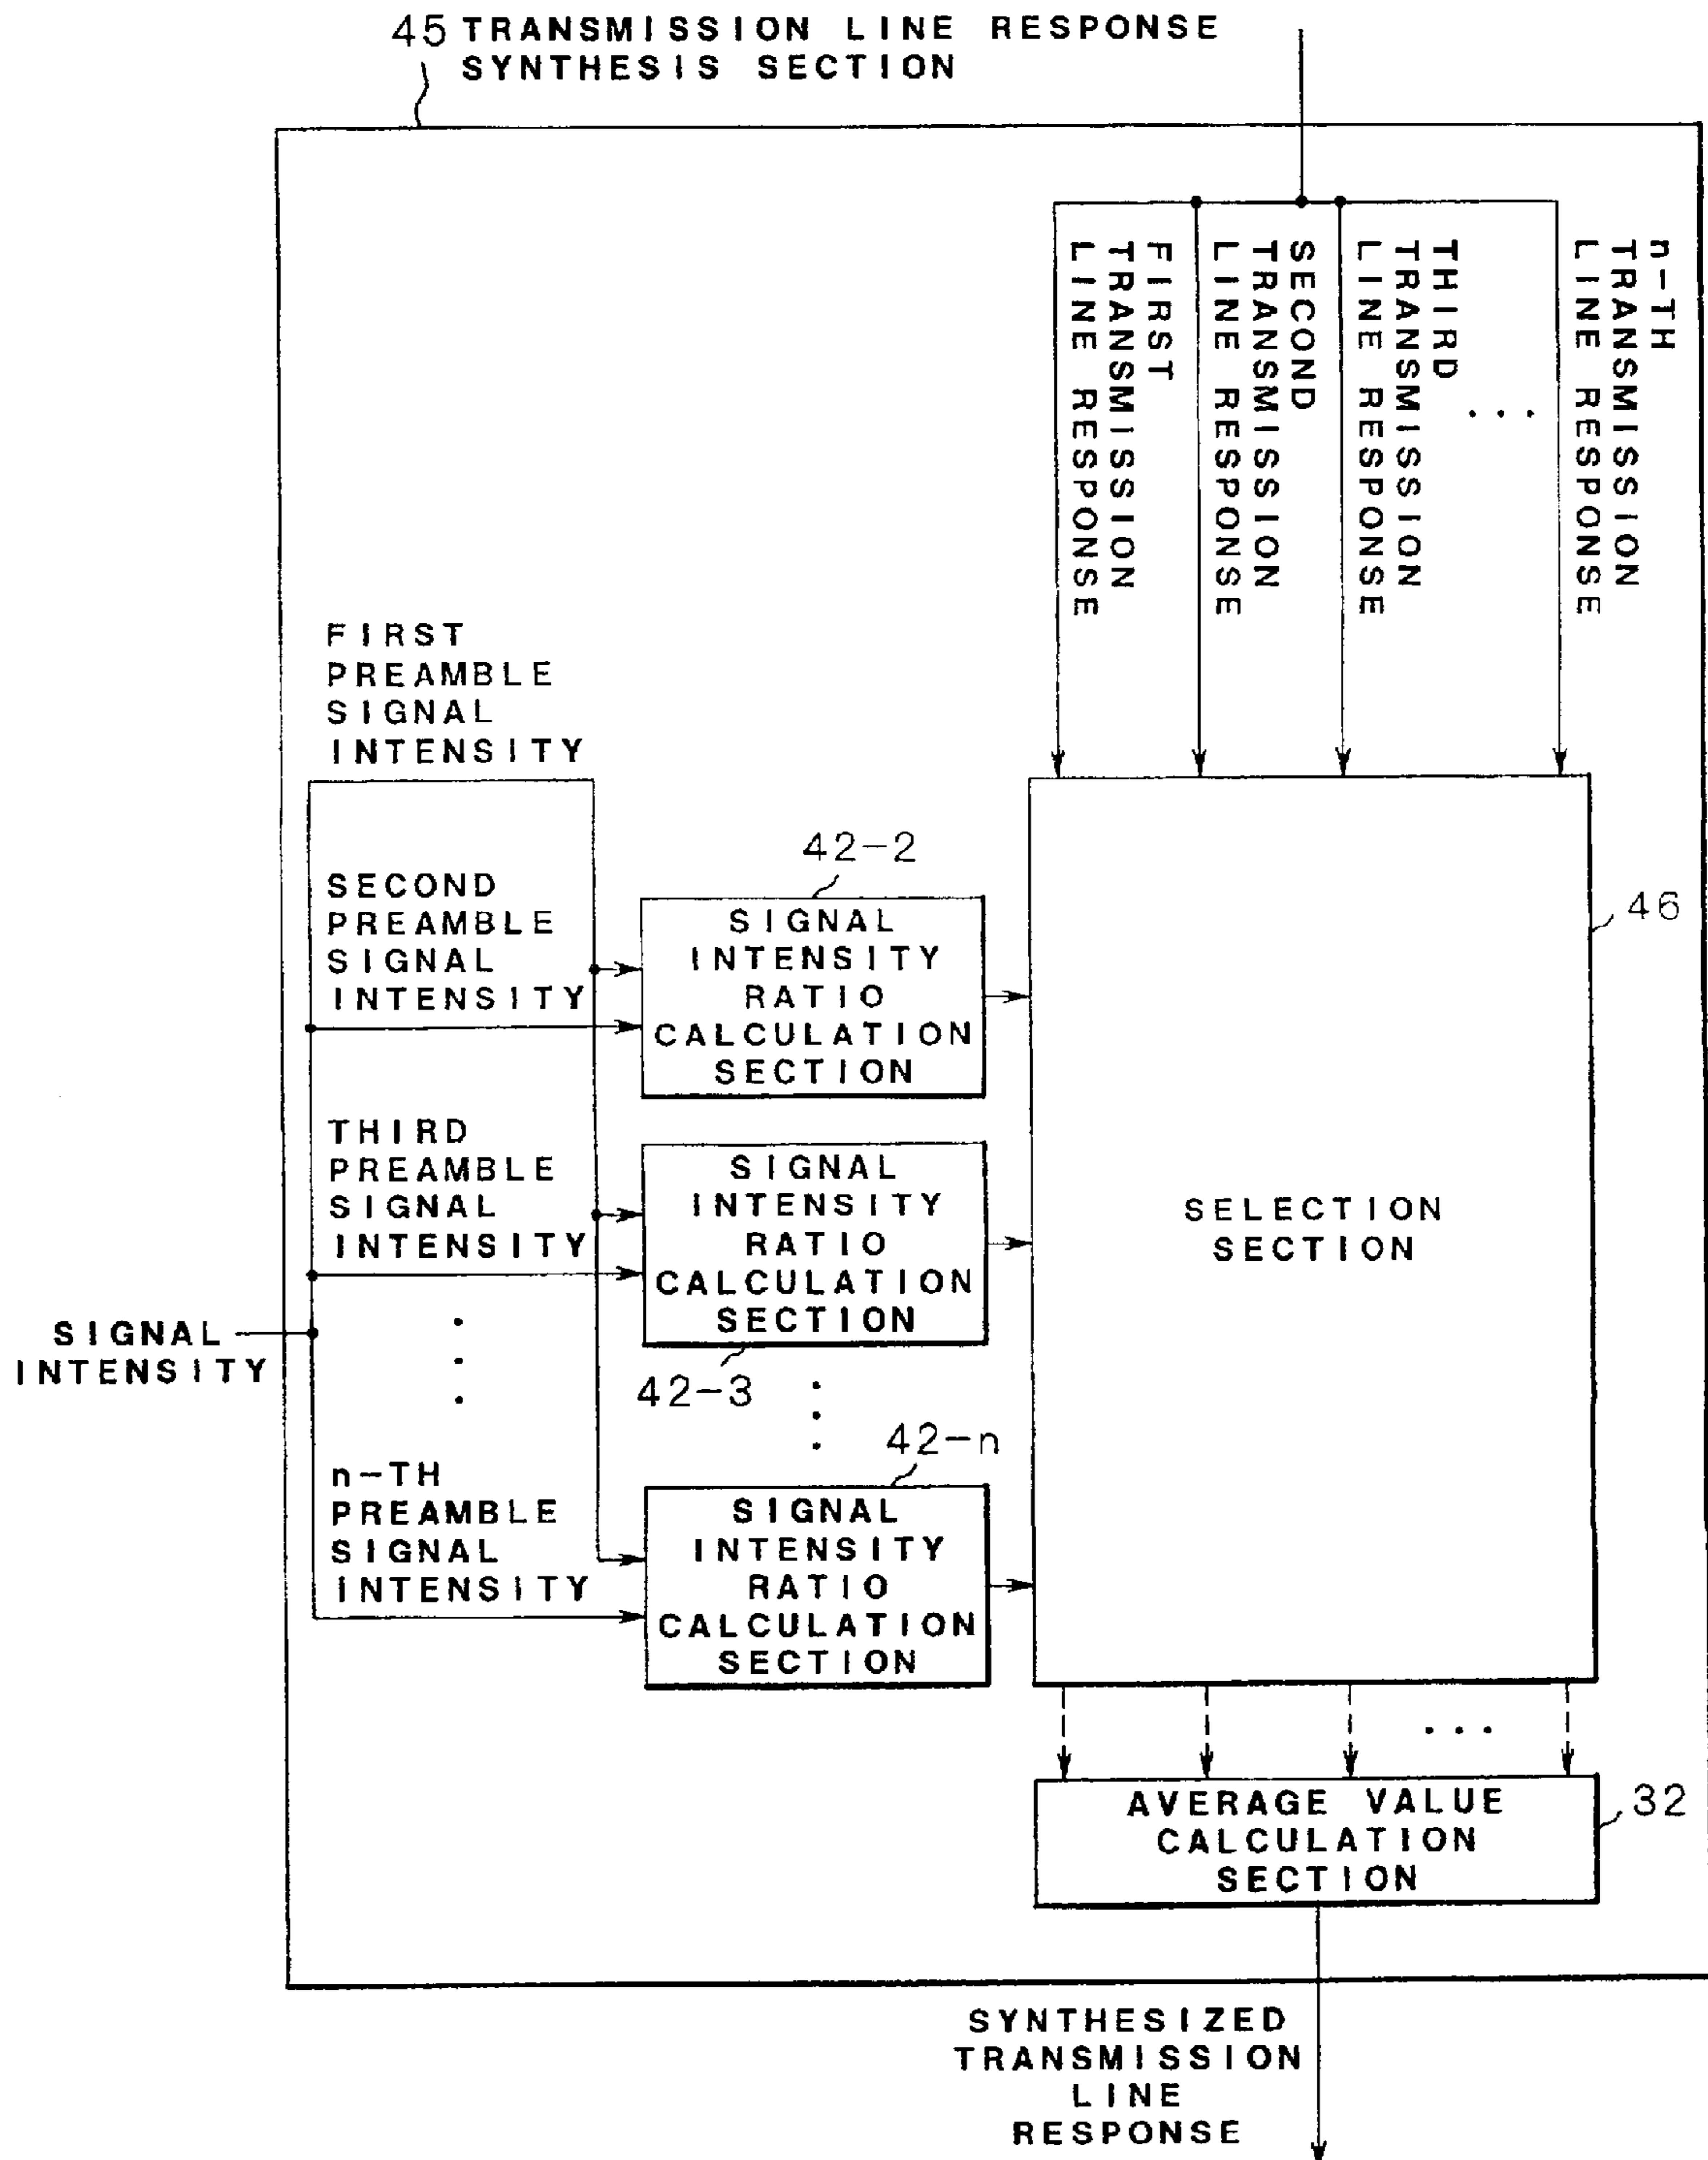 45 TRANSMISSION LINE RESPONSE
SYNTHESIS SECTION
FIRST
TRANSMISSION
LINE RESPONSE
SECOND
TRANSMISSION
LINE RESPONSE
THIRD
TRANSMISSION
LINE RESPONSE
...
n-TH
TRANSMISSION
LINE RESPONSE
FIRST
PREAMBLE
SIGNAL
INTENSITY
SECOND
PREAMBLE
SIGNAL
INTENSITY
42-2
SIGNAL
INTENSITY
RATIO
CALCULATION
SECTION
46
THIRD
PREAMBLE
SIGNAL
INTENSITY
SIGNAL
INTENSITY
RATIO
CALCULATION
SECTION
42-3
SELECTION
SECTION
SIGNAL
INTENSITY
42-n
n-TH
PREAMBLE
SIGNAL
INTENSITY
SIGNAL
INTENSITY
RATIO
CALCULATION
SECTION
...
AVERAGE VALUE
CALCULATION
SECTION
32
SYNTHESIZED
TRANSMISSION
LINE
RESPONSE